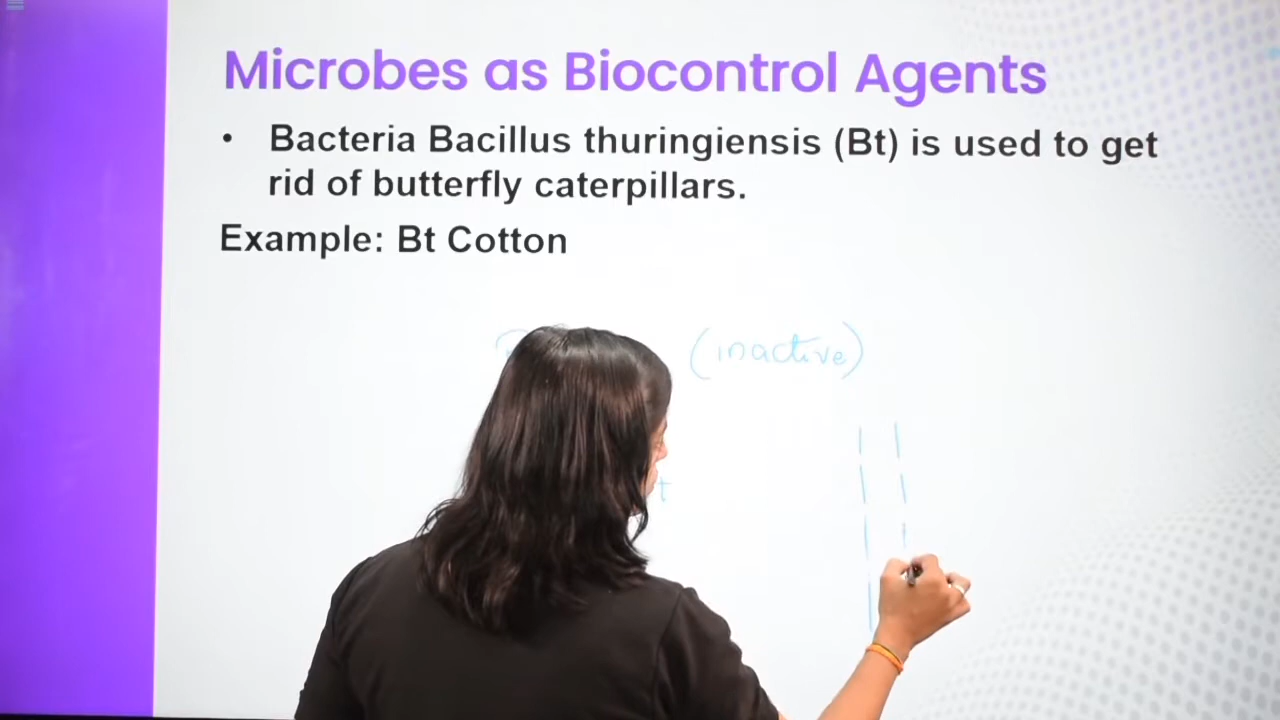 Microbes as Biocontrol Agents
• Bacteria Bacillus thuringiensis (Bt) is used to get
rid of butterfly caterpillars.
Example: Bt Cotton
(inactive)